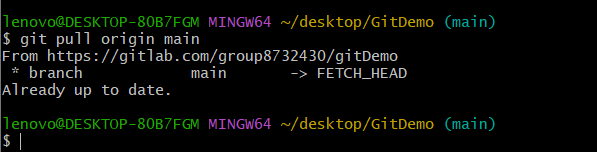 lenovo@DESKTOP-80B7FGM MINGW64 ~/desktop/GitDemo (main)
$ git pull origin main
From https://gitlab.com/group8732430/gitDemo
 * branch            main       -> FETCH_HEAD
Already up to date.
lenovo@DESKTOP-80B7FGM MINGW64 ~/desktop/GitDemo (main)
$